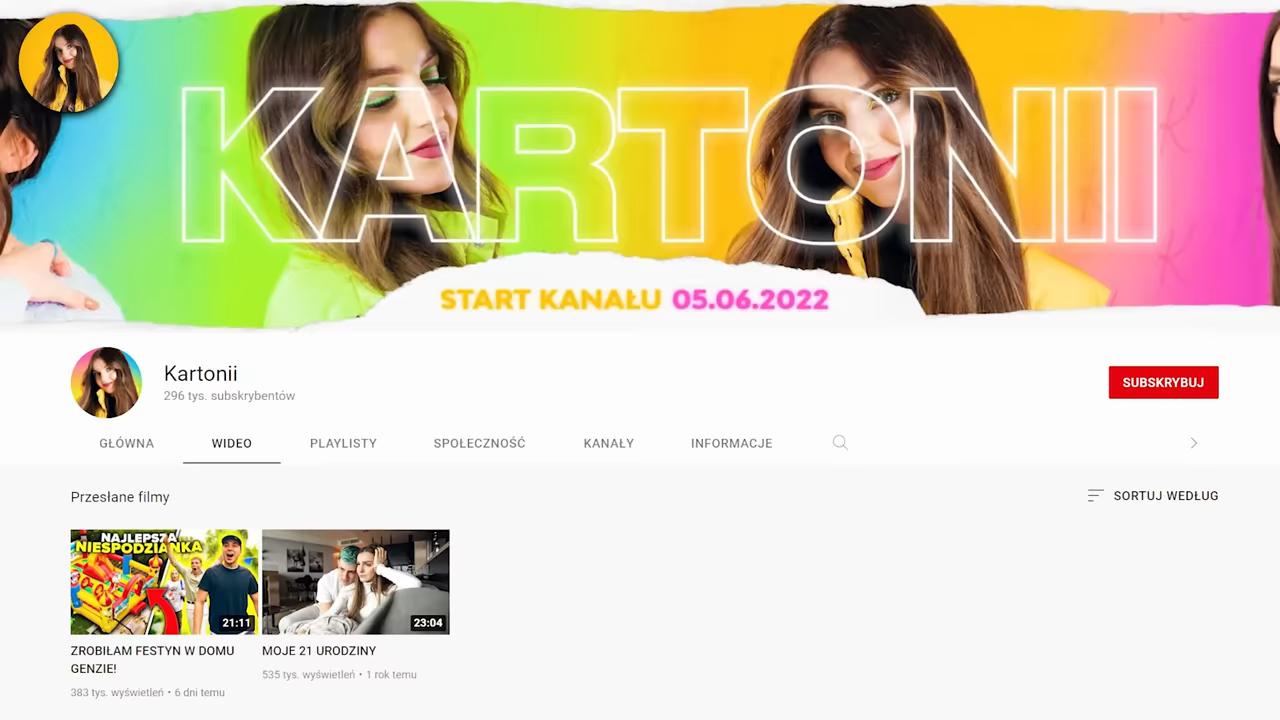 KARTONII
START KANAŁU 05.06.2022
Kartonii
296 tys. subskrybentów
SUBSKRYBUJ
GŁÓWNA WIDEO PLAYLISTY SPOŁECZNOŚĆ KANAŁY INFORMACJE
Przesłane filmy
SORTUJ WEDŁUG
NAJLEPSZA
NIESPODZIANKA
21:11
23:04
ZROBIŁAM FESTYN W DOMU
GENZIE!
383 tys. wyświetleń • 6 dni temu
MOJE 21 URODZINY
535 tys. wyświetleń • 1 rok temu